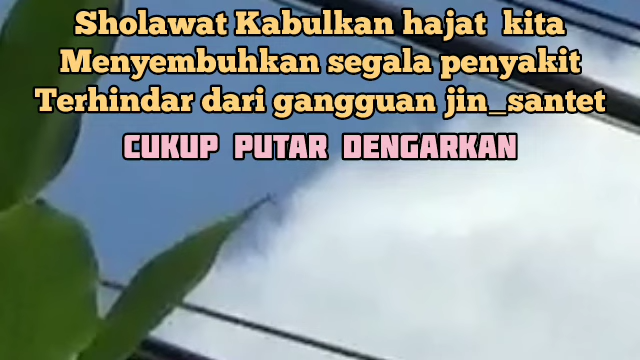 Sholawat Kabulkan hajat kita
Menyembuhkan segala penyakit
Terhindar dari gangguan jin_santet
CUKUP PUTAR DENGARKAN